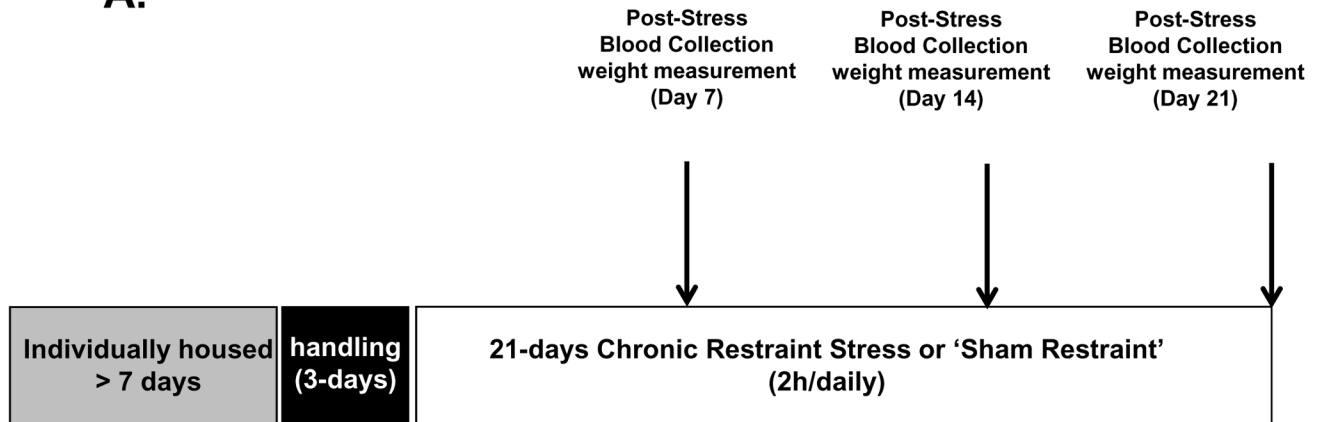 A.
Post-Stress
Blood Collection
weight measurement
(Day 7)
Post-Stress
Blood Collection
weight measurement
(Day 14)
Post-Stress
Blood Collection
weight measurement
(Day 21)
Individually housed
> 7 days
handling
(3-days)
21-days Chronic Restraint Stress or ‘Sham Restraint’
(2h/daily)